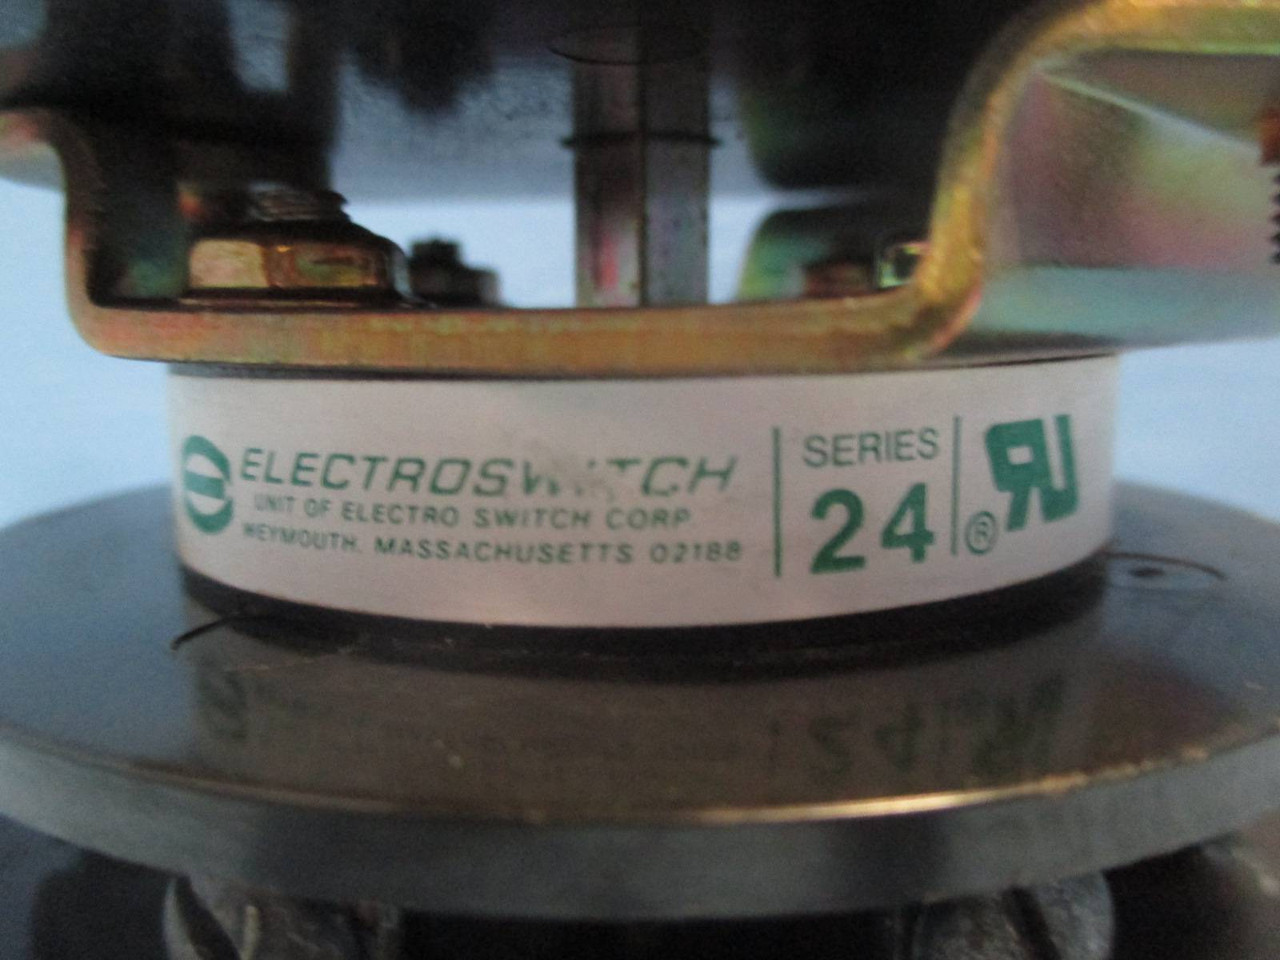 ELECTROSWITCH
UNIT OF ELECTRO SWITCH CORP.
WEYMOUTH, MASSACHUSETTS 02188
SERIES
24
®